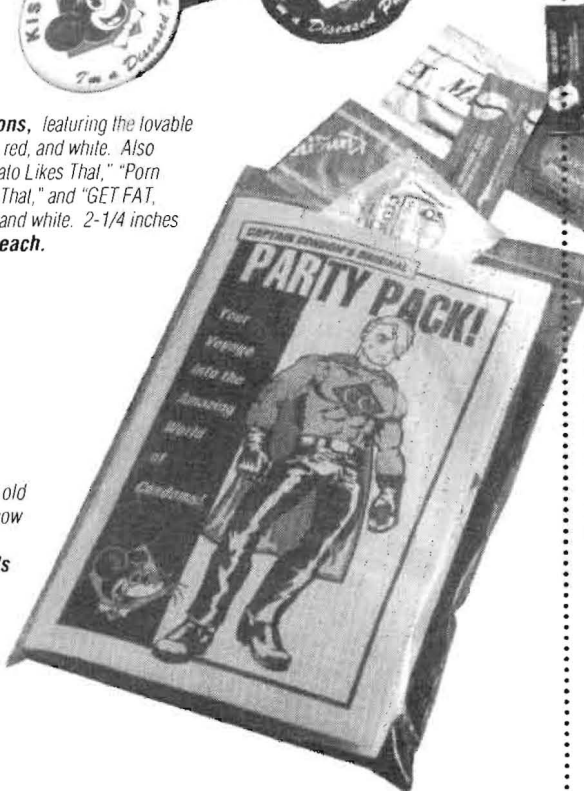 KIS
I'm a Diseased P
I'm a Diseased P
ons, featuring the lovable
red, and white. Also
ato Likes That," "Porn
That," and "GET FAT,
and white. 2-1/4 inches
each.
CAPTAIN CONDOM'S ORIGINAL
PARTY PACK!
Your
Voyage
into the
Amazing
World
of
Condoms!
old
ow
's